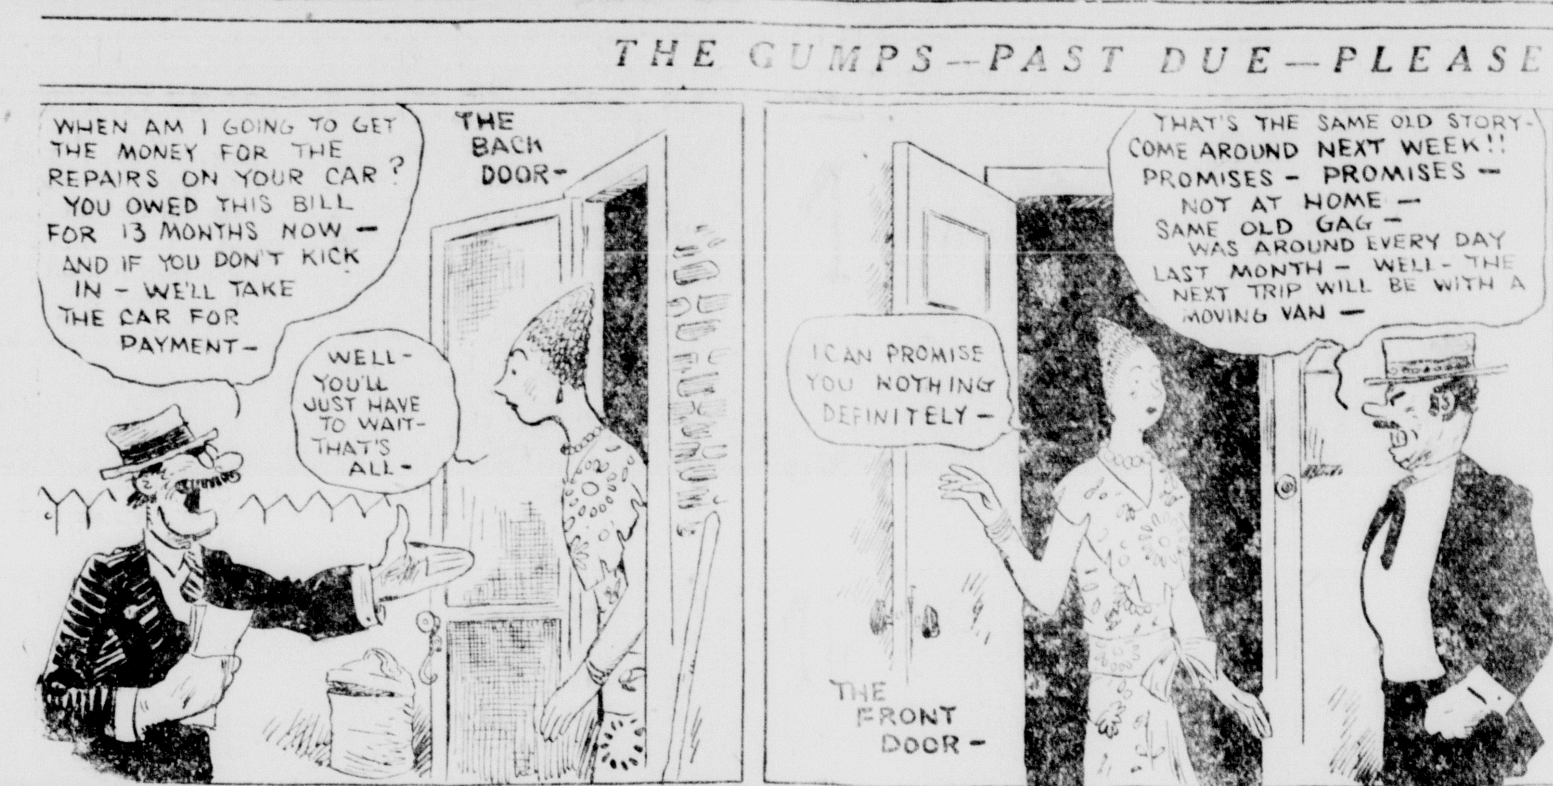 THE GUMPS—PAST DUE—PLEASE
WHEN AM I GOING TO GET
THE MONEY FOR THE
REPAIRS ON YOUR CAR?
YOU OWED THIS BILL
FOR 13 MONTHS NOW —
AND IF YOU DON'T KICK
IN — WE'LL TAKE
THE CAR FOR
PAYMENT—
THE
BACK
DOOR—
WELL-
YOU'LL
JUST HAVE
TO WAIT-
THAT'S
ALL-
THAT'S THE SAME OLD STORY-
COME AROUND NEXT WEEK!!
PROMISES — PROMISES —
NOT AT HOME —
SAME OLD GAG —
WAS AROUND EVERY DAY
LAST MONTH — WELL- THE
NEXT TRIP WILL BE WITH A
MOVING VAN —
I CAN PROMISE
YOU NOTHING
DEFINITELY —
THE
FRONT
DOOR —